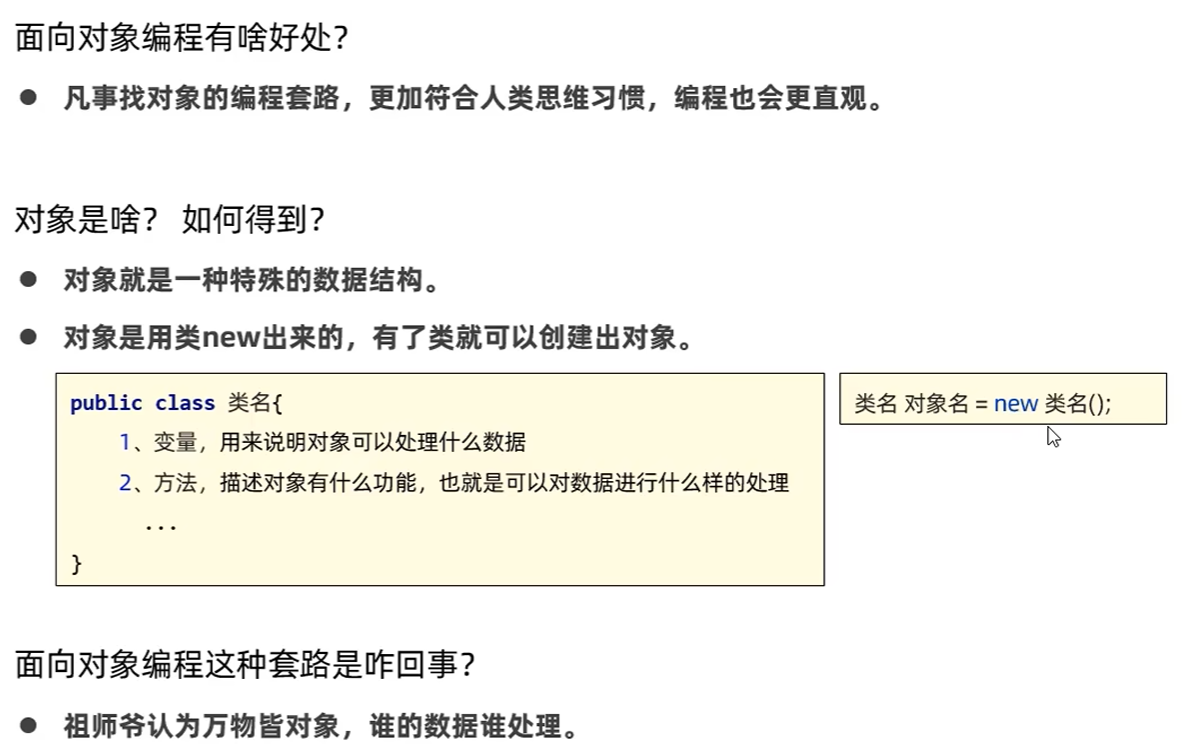 面向对象编程有啥好处？
● 凡事找对象的编程套路，更加符合人类思维习惯，编程也会更直观。
对象是啥？ 如何得到？
● 对象就是一种特殊的数据结构。
● 对象是用类new出来的，有了类就可以创建出对象。
public class 类名{
1、变量，用来说明对象可以处理什么数据
2、方法，描述对象有什么功能，也就是可以对数据进行什么样的处理
...
}
类名 对象名 = new 类名();
面向对象编程这种套路是咋回事？
● 祖师爷认为万物皆对象，谁的数据谁处理。